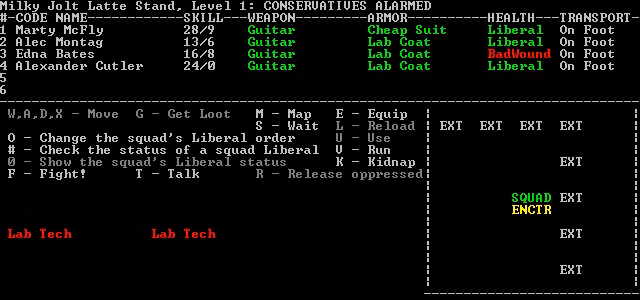 Milky Jolt Latte Stand, Level 1: CONSERVATIVES ALARMED
#-CODE NAME------------SKILL---WEAPON---------ARMOR----------HEALTH---TRANSPORT-
1 Marty McFly          28/9    Guitar         Cheap Suit     Liberal  On Foot
2 Alec Montag          13/6    Guitar         Lab Coat       Liberal  On Foot
3 Edna Bates           16/8    Guitar         Lab Coat       BadWound On Foot
4 Alexander Cutler     24/0    Guitar         Lab Coat       Liberal  On Foot
5
6
W,A,D,X - Move  G - Get Loot    M - Map   E - Equip
S - Wait  L - Reload
O - Change the squad's Liberal order      U - Use
# - Check the status of a squad Liberal   V - Run
0 - Show the squad's Liberal status       K - Kidnap
F - Fight!   T - Talk           R - Release oppressed
EXT EXT EXT EXT
EXT
SQUAD EXT
ENCTR
Lab Tech          Lab Tech          EXT
EXT